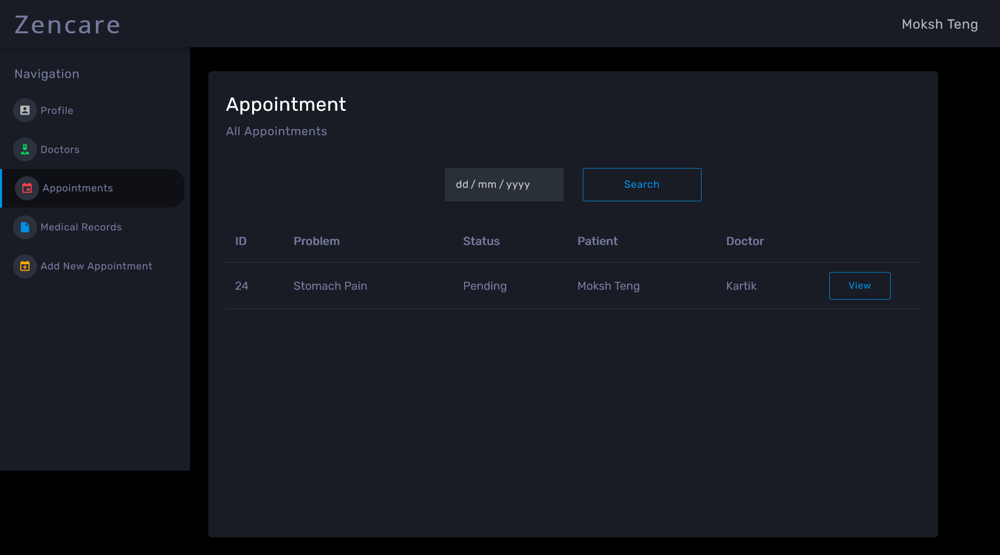 Zencare
Moksh Teng
Navigation
Profile
Doctors
Appointments
Medical Records
Add New Appointment
Appointment
All Appointments
dd/mm/yyyy Search
ID Problem Status Patient Doctor
24 Stomach Pain Pending Moksh Teng Kartik View